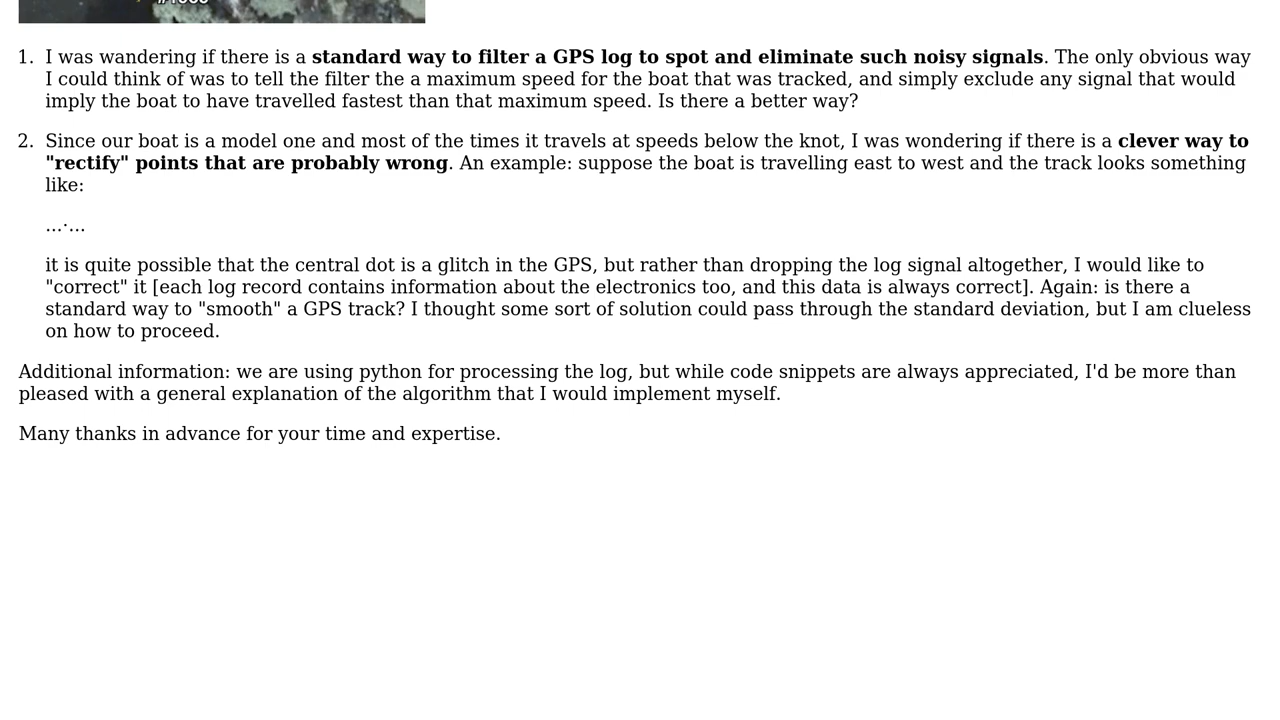 1. I was wandering if there is a standard way to filter a GPS log to spot and eliminate such noisy signals. The only obvious way
I could think of was to tell the filter the a maximum speed for the boat that was tracked, and simply exclude any signal that would
imply the boat to have travelled fastest than that maximum speed. Is there a better way?
2. Since our boat is a model one and most of the times it travels at speeds below the knot, I was wondering if there is a clever way to
"rectify" points that are probably wrong. An example: suppose the boat is travelling east to west and the track looks something
like:
...·...
it is quite possible that the central dot is a glitch in the GPS, but rather than dropping the log signal altogether, I would like to
"correct" it [each log record contains information about the electronics too, and this data is always correct]. Again: is there a
standard way to "smooth" a GPS track? I thought some sort of solution could pass through the standard deviation, but I am clueless
on how to proceed.
Additional information: we are using python for processing the log, but while code snippets are always appreciated, I'd be more than
pleased with a general explanation of the algorithm that I would implement myself.
Many thanks in advance for your time and expertise.